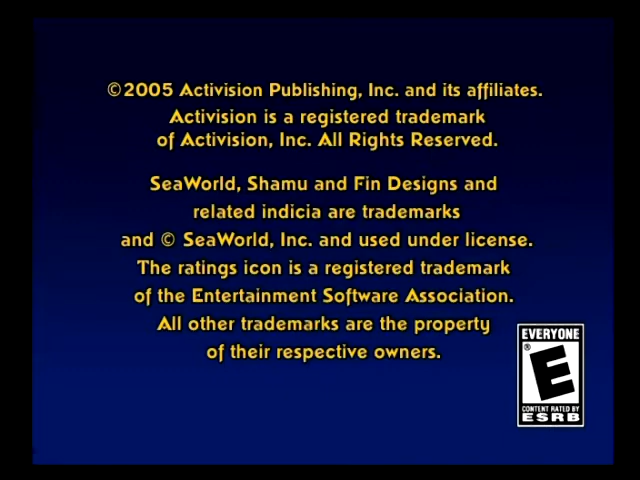 ©2005 Activision Publishing, Inc. and its affiliates.
Activision is a registered trademark
of Activision, Inc. All Rights Reserved.
SeaWorld, Shamu and Fin Designs and
related indicia are trademarks
and © SeaWorld, Inc. and used under license.
The ratings icon is a registered trademark
of the Entertainment Software Association.
All other trademarks are the property
of their respective owners.
EVERYONE
E®
CONTENT RATED BY
ESRB